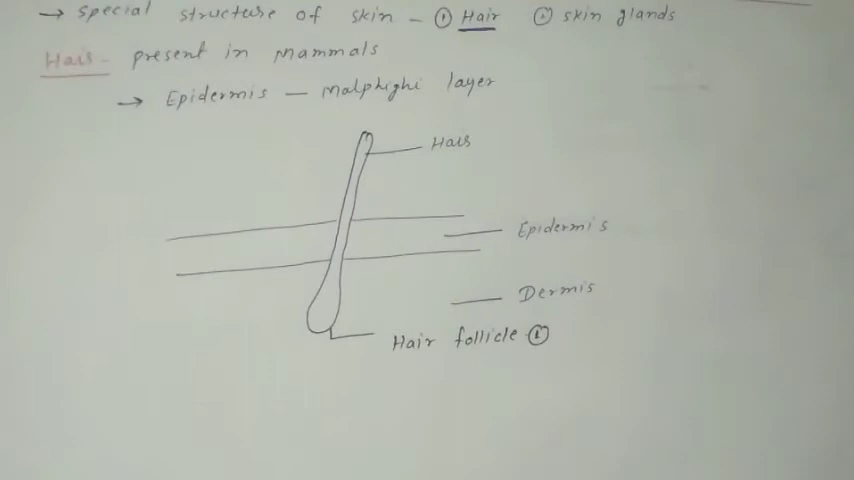 → Special structure of skin - ① Hair ② skin glands
Hair - present in mammals
→ Epidermis — malphighi layer
Hair
Epidermis
Dermis
Hair follicle ①